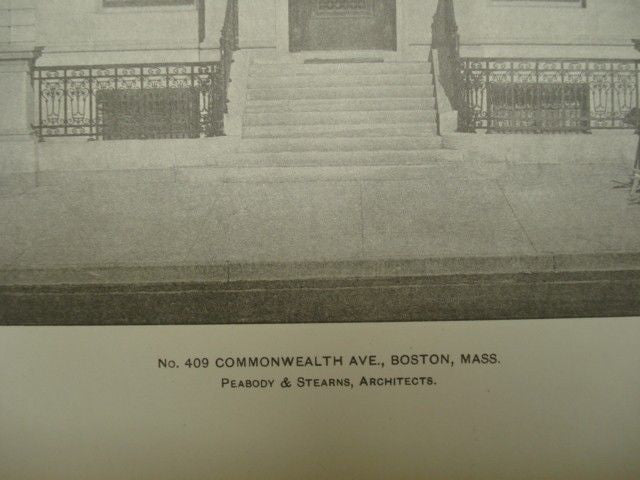 No. 409 COMMONWEALTH AVE., BOSTON, MASS.
PEABODY & STEARNS, ARCHITECTS.